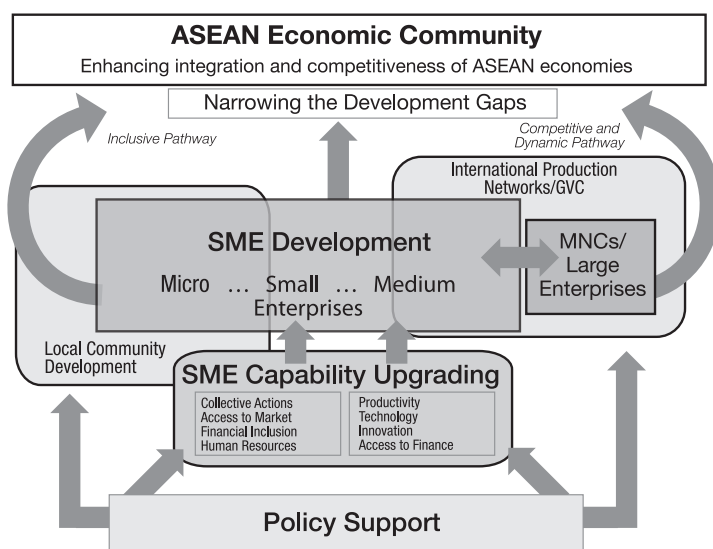 ASEAN Economic Community
Enhancing integration and competitiveness of ASEAN economies
Narrowing the Development Gaps
Inclusive Pathway
Competitive and
Dynamic Pathway
International Production
Networks/GVC
SME Development
Micro … Small … Medium
Enterprises
MNCs/
Large
Enterprises
Local Community
Development
SME Capability Upgrading
Collective Actions
Access to Market
Financial Inclusion
Human Resources
Productivity
Technology
Innovation
Access to Finance
Policy Support